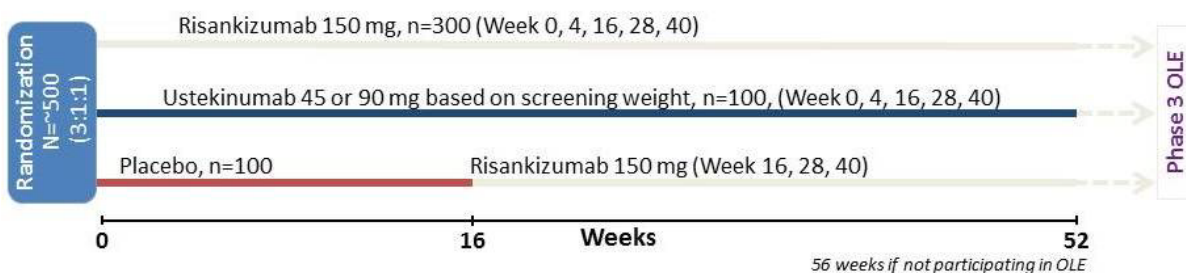 Randomization
N=~500
(3:1:1)
Risankizumab 150 mg, n=300 (Week 0, 4, 16, 28, 40)
Ustekinumab 45 or 90 mg based on screening weight, n=100, (Week 0, 4, 16, 28, 40)
Placebo, n=100
Risankizumab 150 mg (Week 16, 28, 40)
Phase 3 OLE
0
16
Weeks
52
56 weeks if not participating in OLE